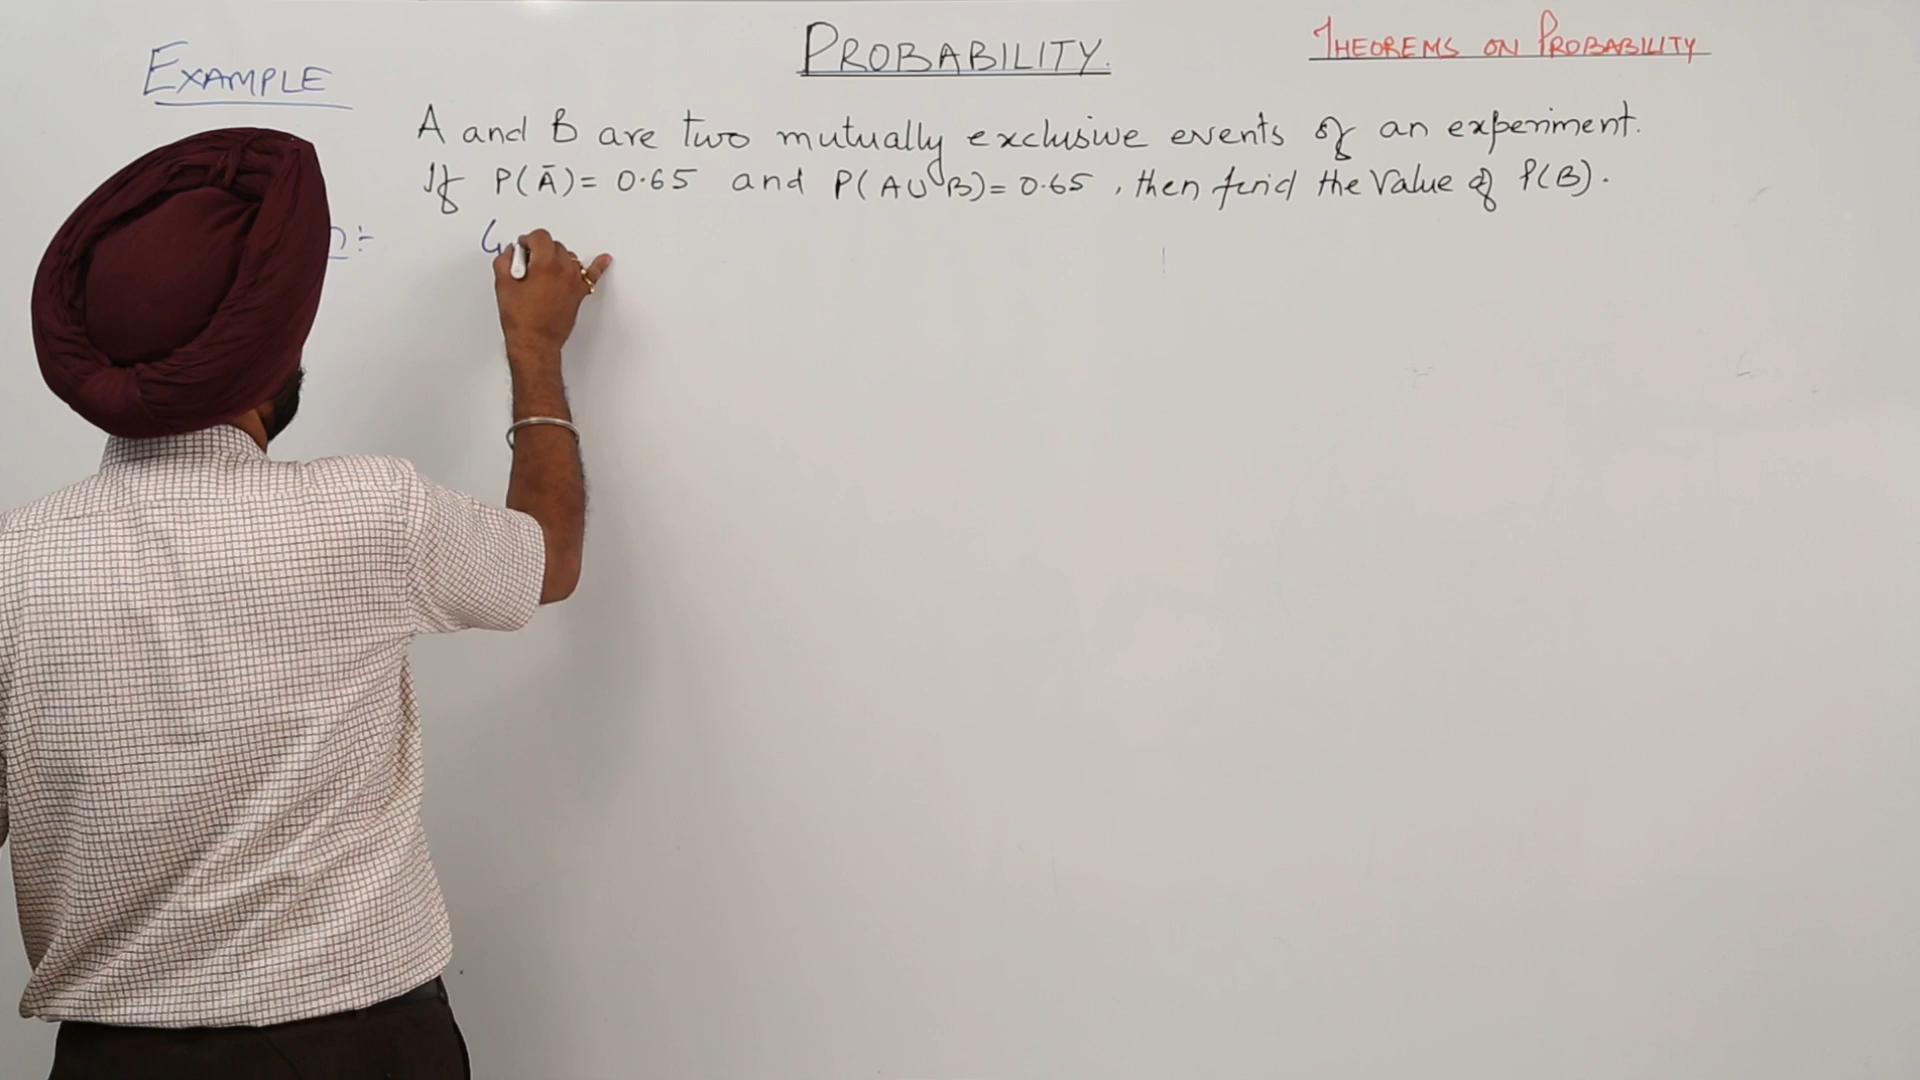 EXAMPLE
PROBABILITY.
THEOREMS ON PROBABILITY
A and B are two mutually exclusive events of an experiment.
If P(Ā) = 0.65 and P(A∪B) = 0.65, then find the Value of P(B).